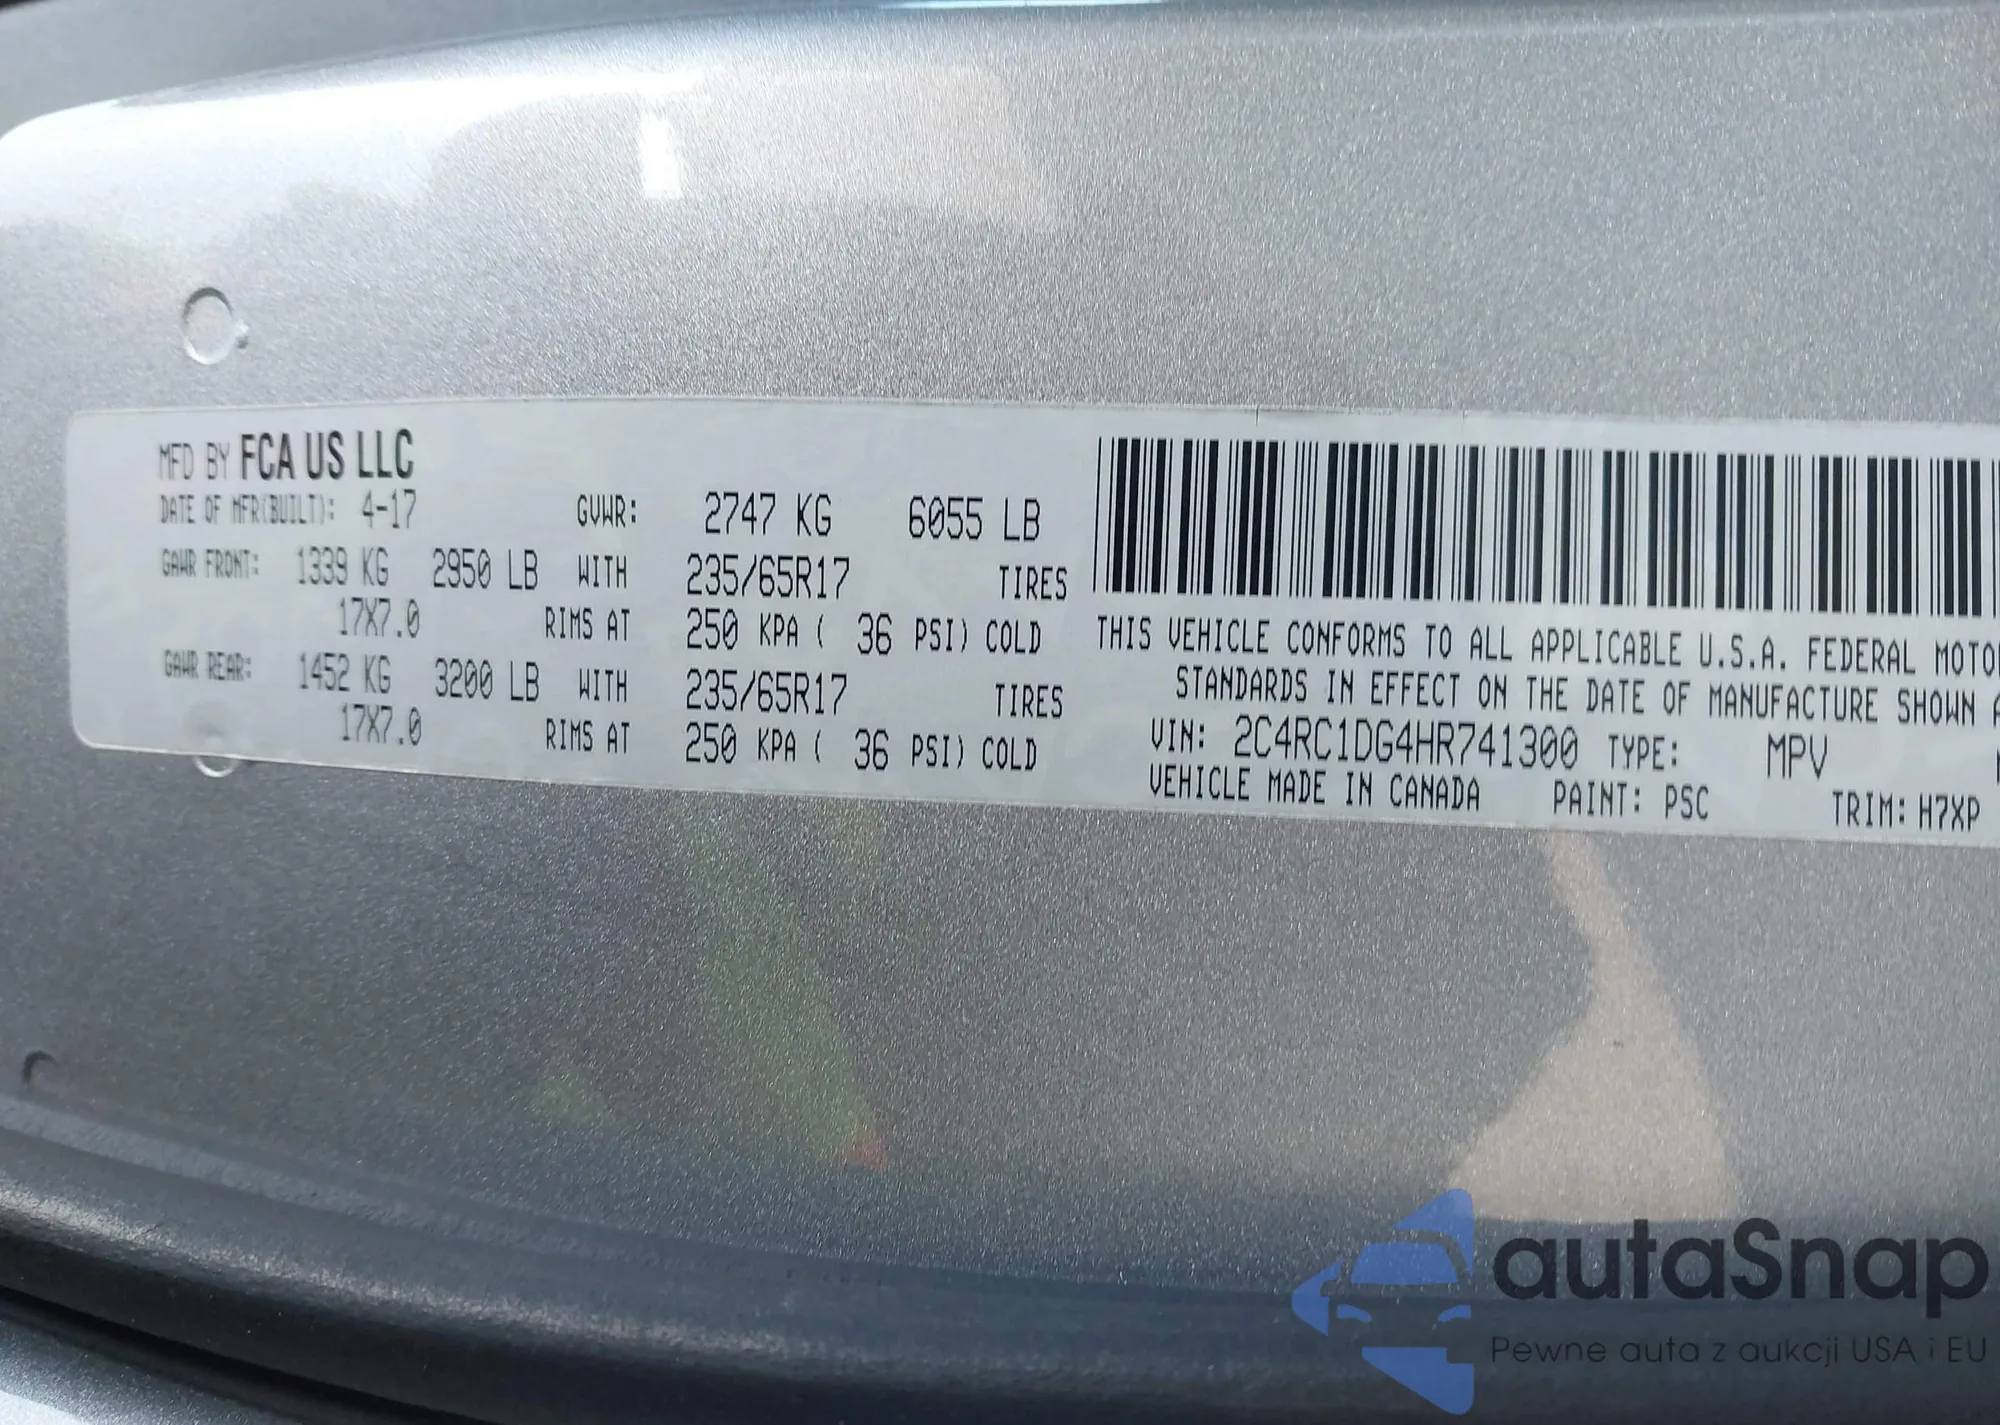 MFD BY FCA US LLC
DATE OF MFR(BUILT): 4-17 GVWR: 2747 KG 6055 LB
GAWR FRONT: 1339 KG 2950 LB WITH 235/65R17 TIRES
17X7.0 RIMS AT 250 KPA ( 36 PSI) COLD
GAWR REAR: 1452 KG 3200 LB WITH 235/65R17 TIRES
17X7.0 RIMS AT 250 KPA ( 36 PSI) COLD
THIS VEHICLE CONFORMS TO ALL APPLICABLE U.S.A. FEDERAL MOTO
STANDARDS IN EFFECT ON THE DATE OF MANUFACTURE SHOWN A
VIN: 2C4RC1DG4HR741300 TYPE: MPV
VEHICLE MADE IN CANADA PAINT: PSC TRIM: H7XP
autaSnap
Pewne auta z aukcji USA i EU